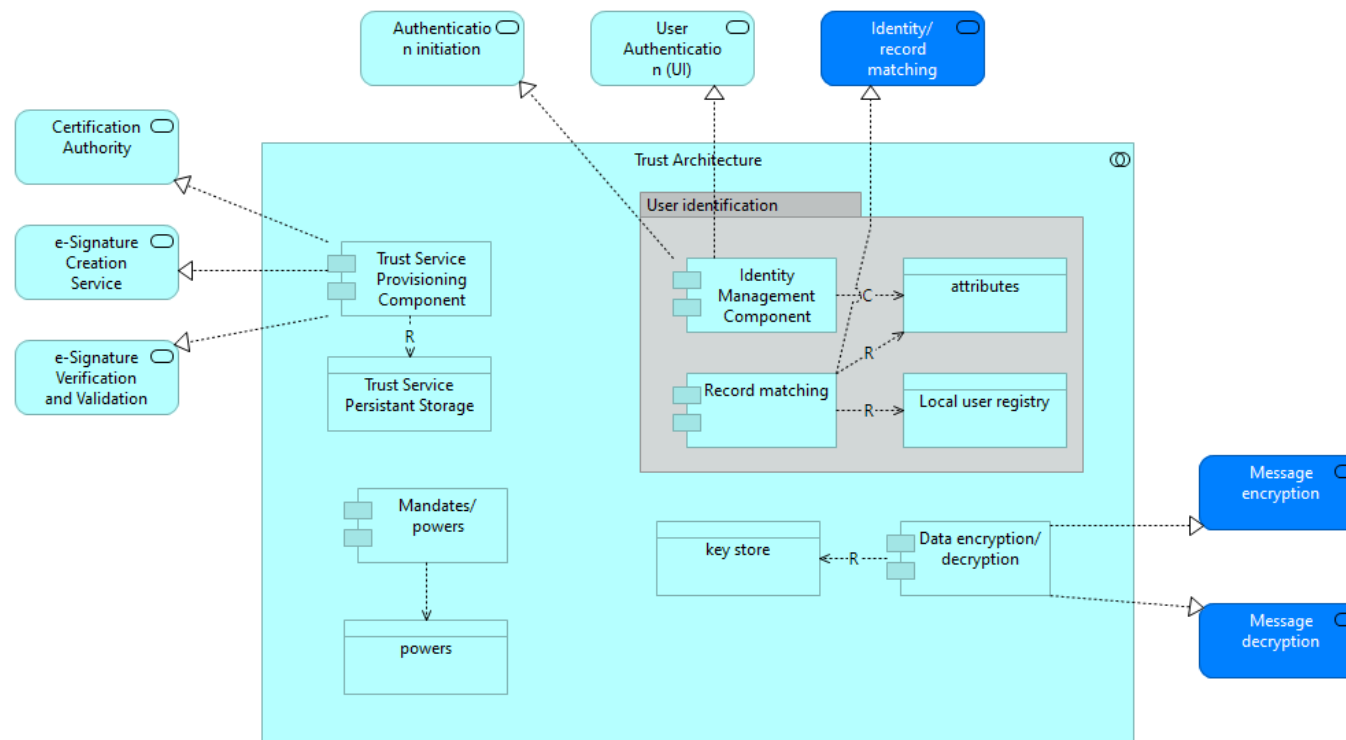 Authenticatio
n initiation
User
Authenticatio
n (UI)
Identity/
record
matching
Certification
Authority
Trust Architecture
User identification
e-Signature
Creation
Service
Trust Service
Provisioning
Component
Identity
Management
Component
C
attributes
R
R
e-Signature
Verification
and Validation
Trust Service
Persistant Storage
Record matching
R
Local user registry
Message
encryption
Mandates/
powers
key store
R
Data encryption/
decryption
Message
decryption
powers